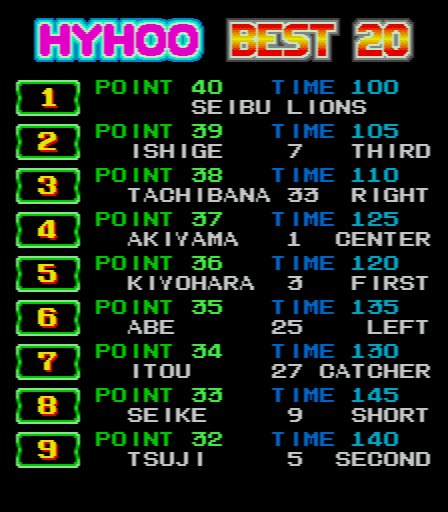 HYHOO BEST 20
1 POINT 40 TIME 100
SEIBU LIONS
2 POINT 39 TIME 105
ISHIGE 7 THIRD
3 POINT 38 TIME 110
TACHIBANA 33 RIGHT
4 POINT 37 TIME 125
AKIYAMA 1 CENTER
5 POINT 36 TIME 120
KIYOHARA 3 FIRST
6 POINT 35 TIME 135
ABE 25 LEFT
7 POINT 34 TIME 130
ITOU 27 CATCHER
8 POINT 33 TIME 145
SEIKE 9 SHORT
9 POINT 32 TIME 140
TSUJI 5 SECOND